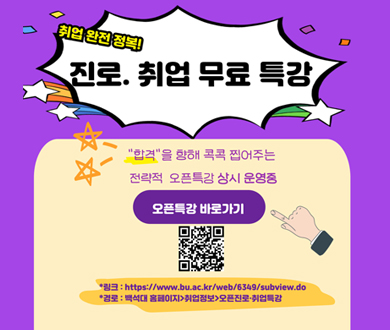 취업 완전 정복!
진로. 취업 무료 특강
"합격"을 향해 콕콕 찝어주는
전략적 오픈특강 상시 운영중
오픈특강 바로가기
*링크 : https://www.bu.ac.kr/web/6349/subview.do
*경로 : 백석대 홈페이지>취업정보>오픈진로·취업특강